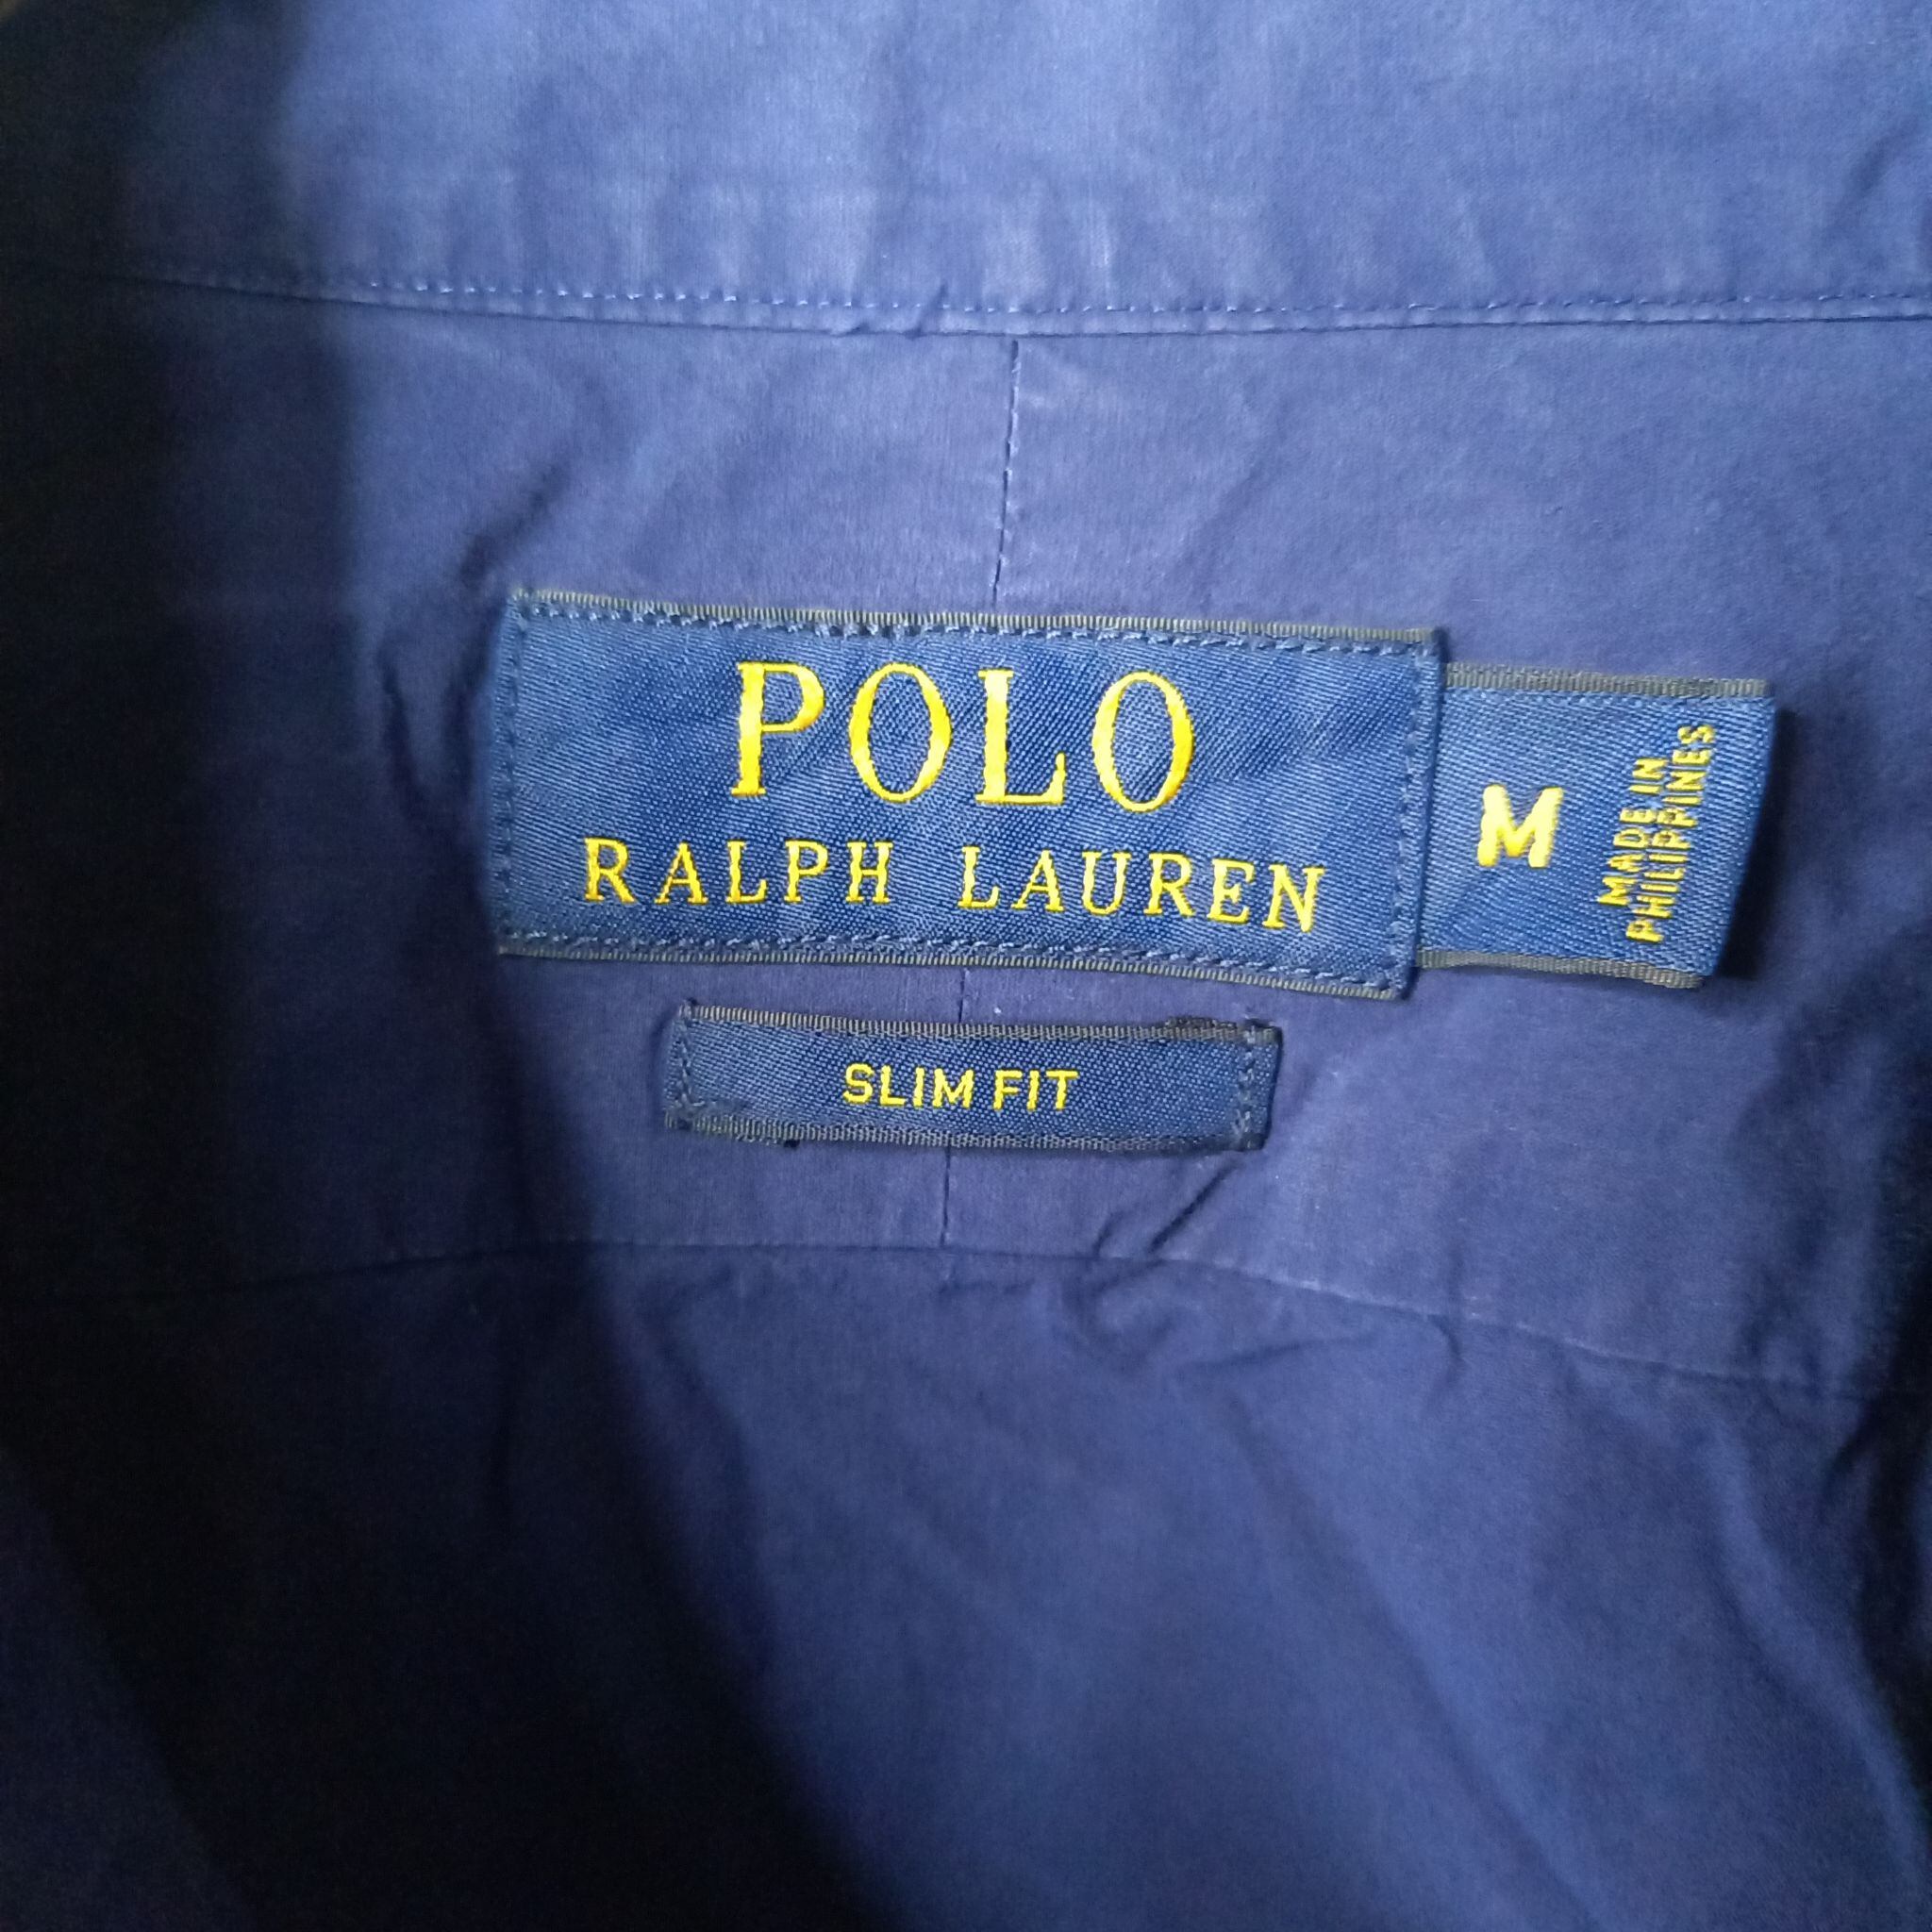 POLO
RALPH LAUREN
M
MADE IN
PHILIPPINES
SLIM FIT